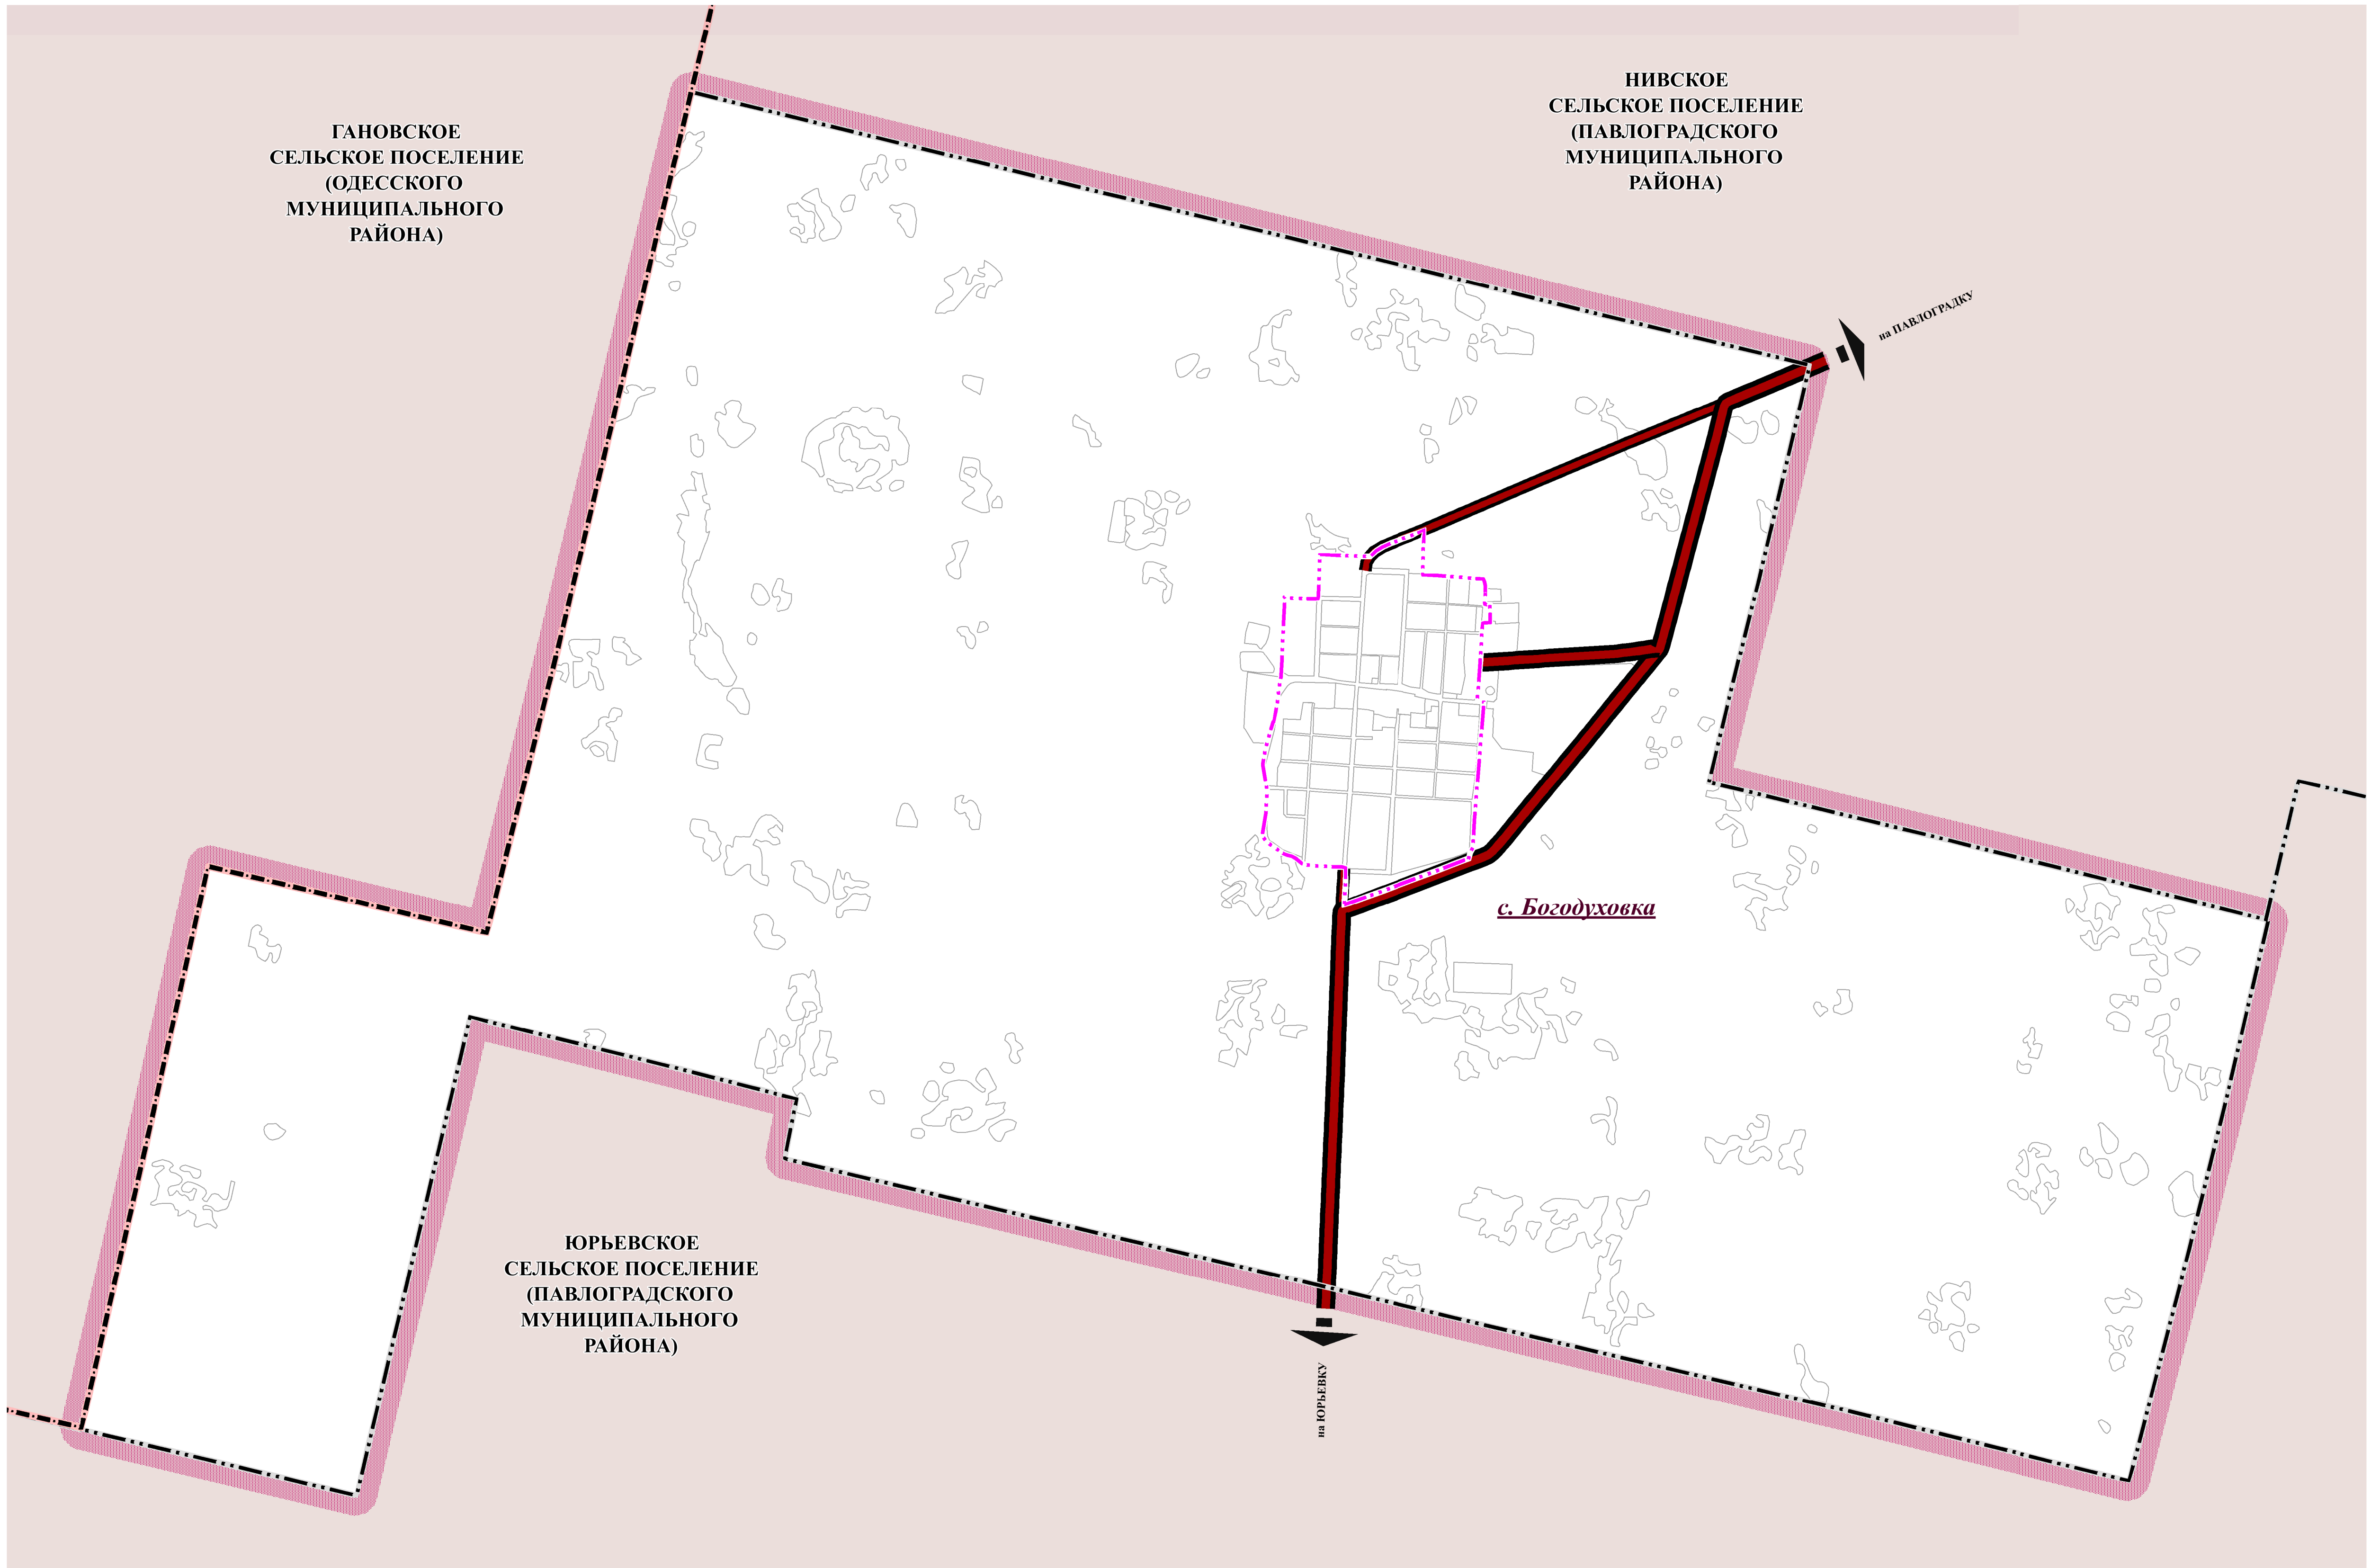 НИВСКОЕ
СЕЛЬСКОЕ ПОСЕЛЕНИЕ
(ПАВЛОГРАДСКОГО
МУНИЦИПАЛЬНОГО
РАЙОНА)
ГАНОВСКОЕ
СЕЛЬСКОЕ ПОСЕЛЕНИЕ
(ОДЕССКОГО
МУНИЦИПАЛЬНОГО
РАЙОНА)
на ПАВЛОГРАДКУ
с. Богодуховка
ЮРЬЕВСКОЕ
СЕЛЬСКОЕ ПОСЕЛЕНИЕ
(ПАВЛОГРАДСКОГО
МУНИЦИПАЛЬНОГО
РАЙОНА)
на ЮРЬЕВКУ